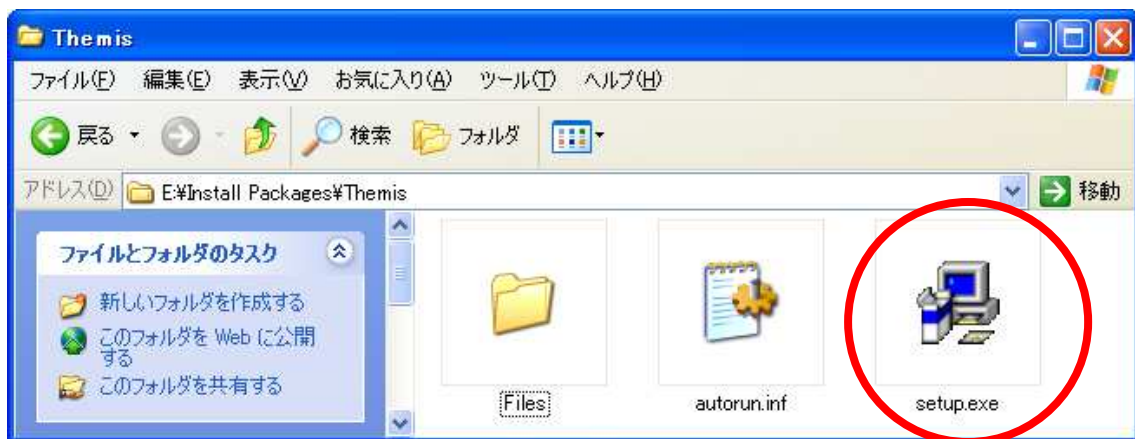 Themis
ファイル(F) 編集(E) 表示(V) お気に入り(A) ツール(T) ヘルプ(H)
戻る 検索 フォルダ
アドレス(D) E:¥Install Packages¥Themis 移動
ファイルとフォルダのタスク
新しいフォルダを作成する
このフォルダを Web に公開
する
このフォルダを共有する
Files
autorun.inf
setup.exe